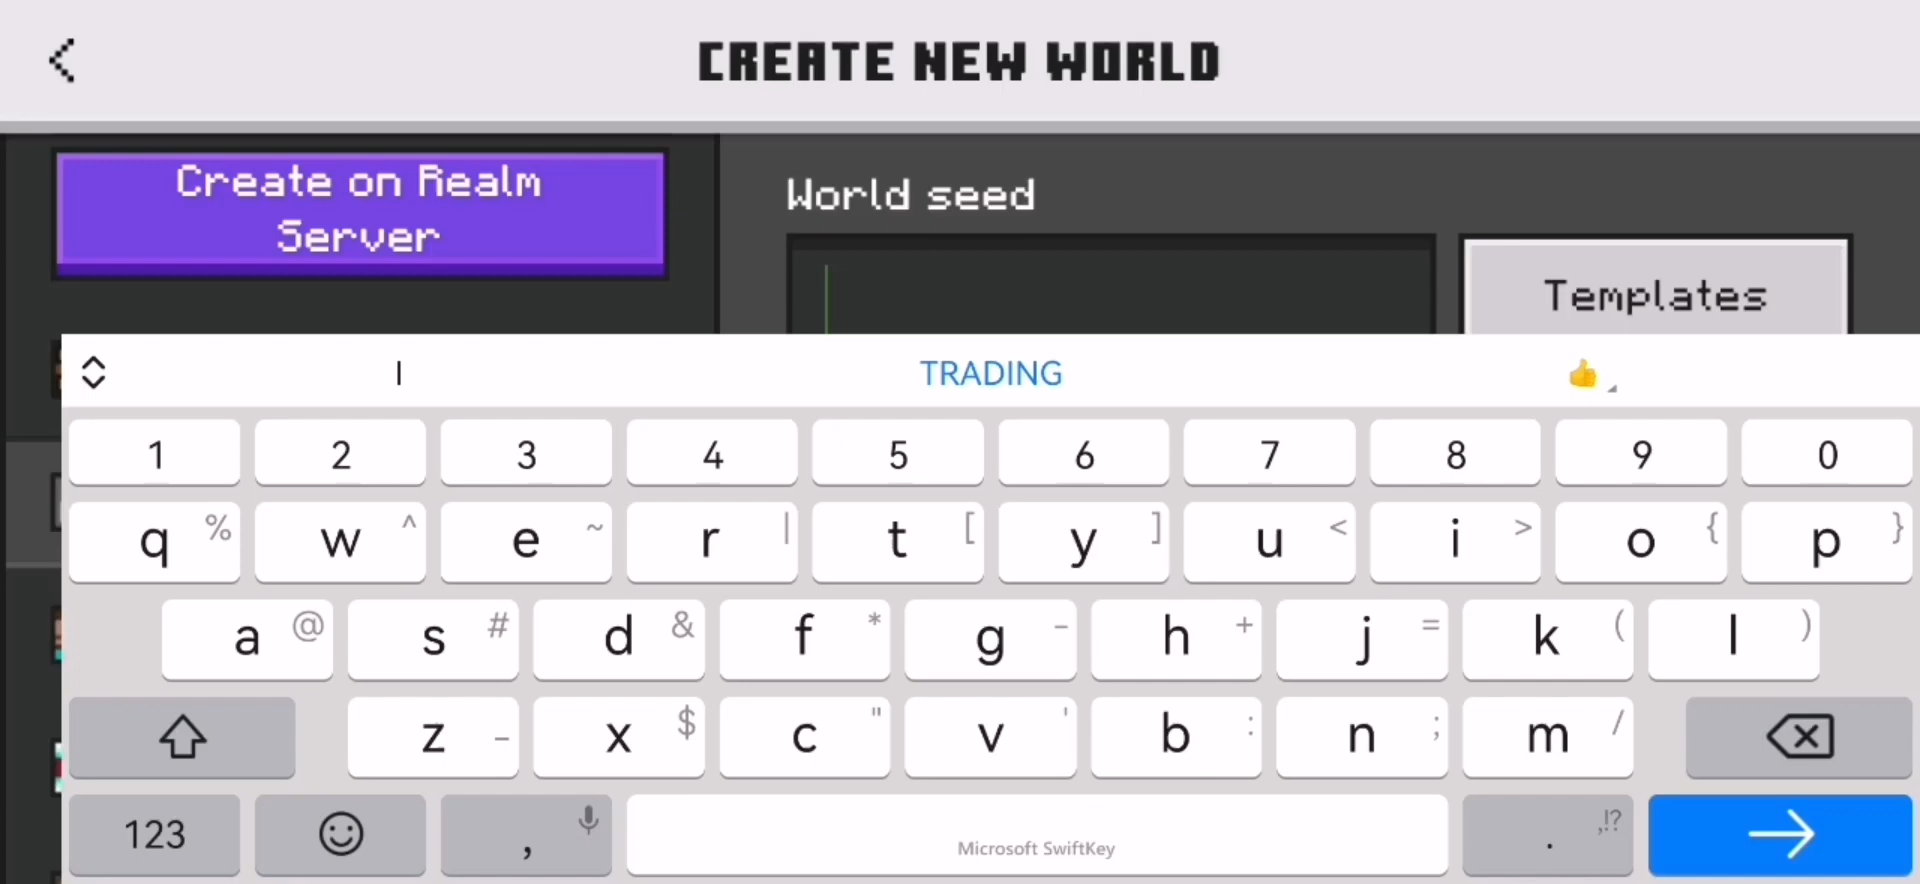 CREATE NEW WORLD
Create on Realm
Server
World seed
Templates
I
TRADING
👍
1 2 3 4 5 6 7 8 9 0
q % w ^ e ~ r | t [ y ] u < i > o { p }
a @ s # d & f * g - h + j = k ( l )
z _ x $ c " v ' b : n ; m /
123 , Microsoft SwiftKey . ,!?